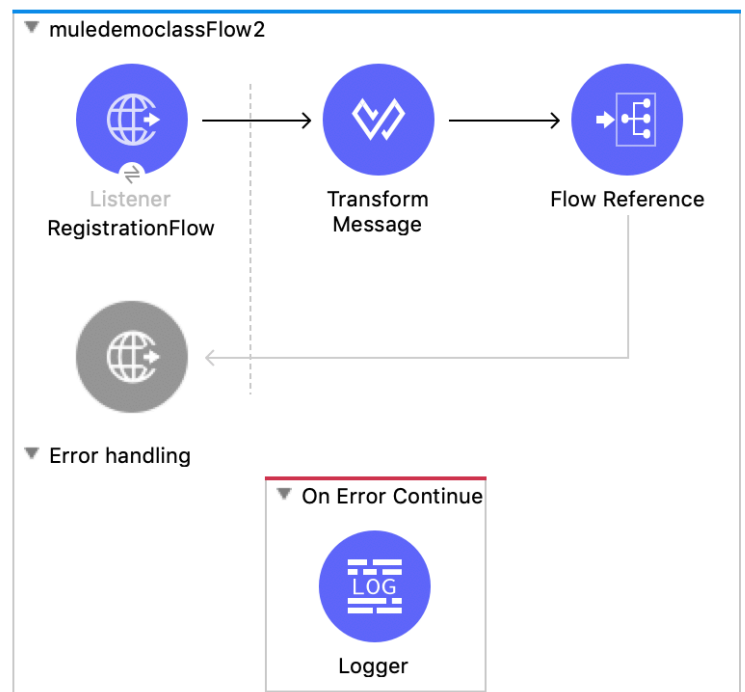 muledemoclassFlow2
Listener
RegistrationFlow
Transform
Message
Flow Reference
Error handling
On Error Continue
LOG
Logger